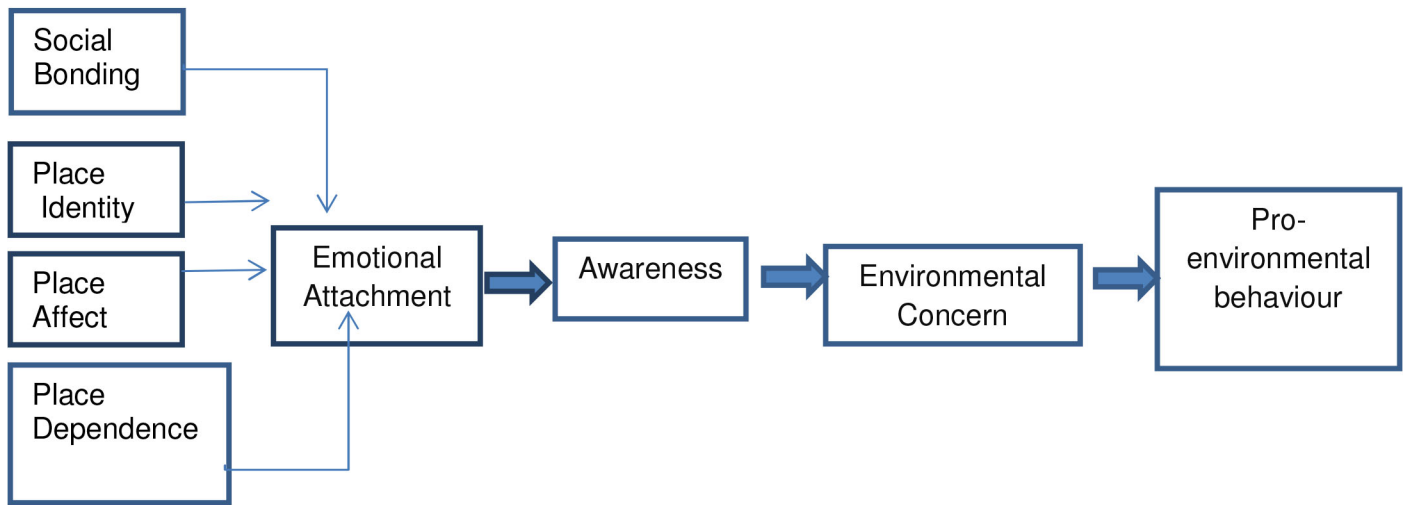 Social
Bonding
Place
Identity
Place
Affect
Place
Dependence
Emotional
Attachment
Awareness
Environmental
Concern
Pro-
environmental
behaviour